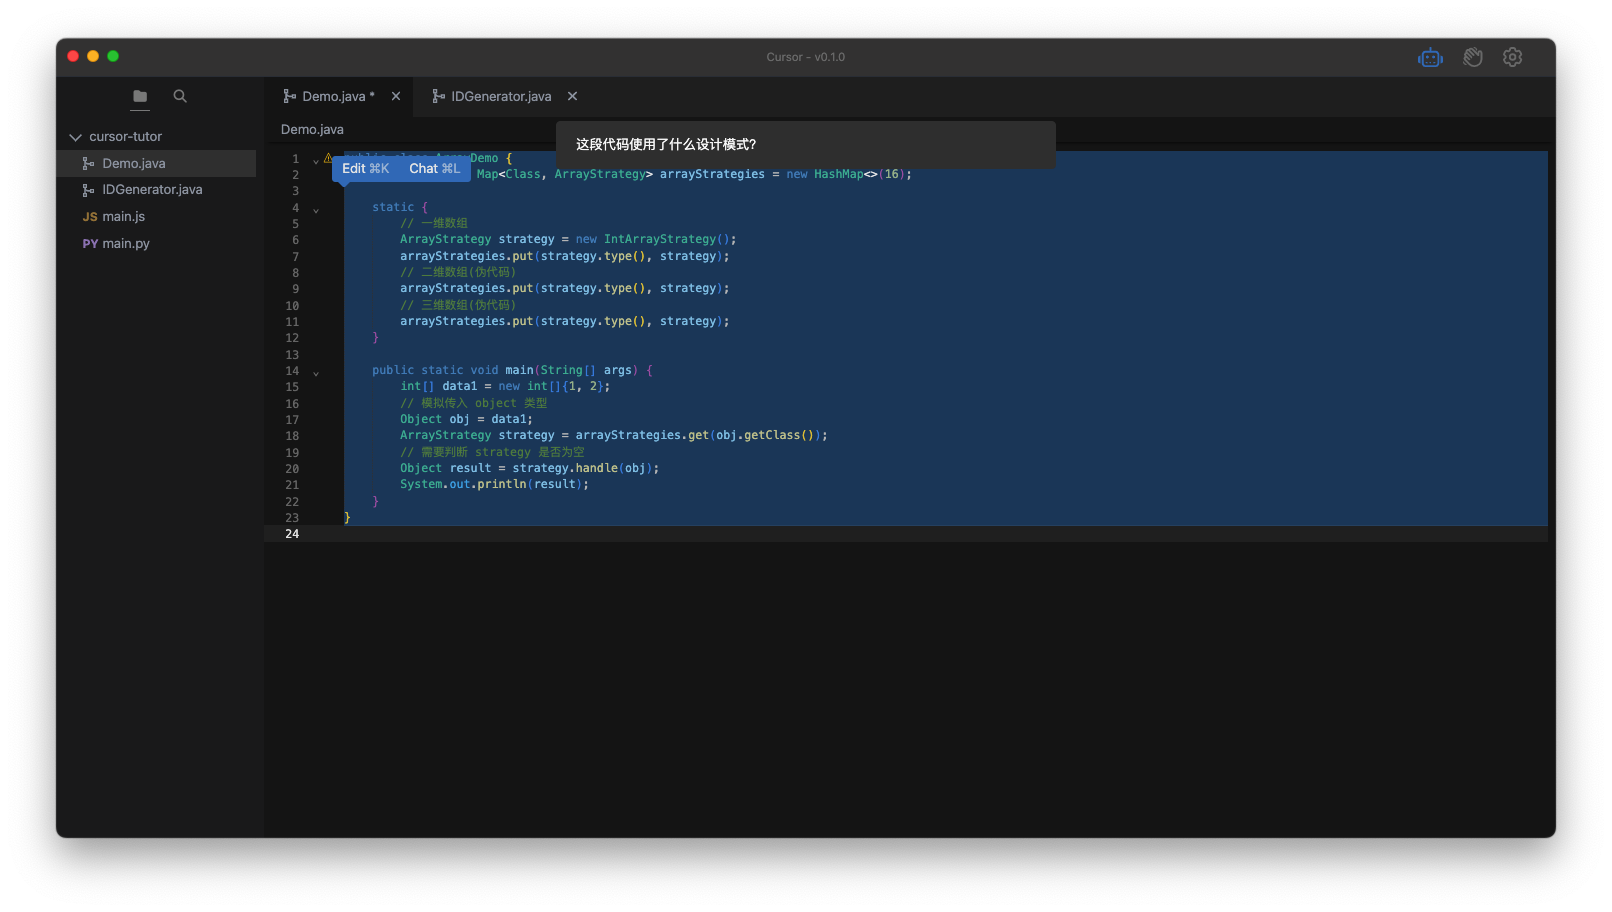 Cursor - v0.1.0
cursor-tutor
Demo.java
IDGenerator.java
JS main.js
PY main.py
Demo.java *
IDGenerator.java
Demo.java
这段代码使用了什么设计模式?
Edit ⌘K Chat ⌘L
1 public class ArrayDemo {
2 Map<Class, ArrayStrategy> arrayStrategies = new HashMap<>(16);
3
4 static {
5 // 一维数组
6 ArrayStrategy strategy = new IntArrayStrategy();
7 arrayStrategies.put(strategy.type(), strategy);
8 // 二维数组(伪代码)
9 arrayStrategies.put(strategy.type(), strategy);
10 // 三维数组(伪代码)
11 arrayStrategies.put(strategy.type(), strategy);
12 }
13
14 public static void main(String[] args) {
15 int[] data1 = new int[]{1, 2};
16 // 模拟传入 object 类型
17 Object obj = data1;
18 ArrayStrategy strategy = arrayStrategies.get(obj.getClass());
19 // 需要判断 strategy 是否为空
20 Object result = strategy.handle(obj);
21 System.out.println(result);
22 }
23 }
24